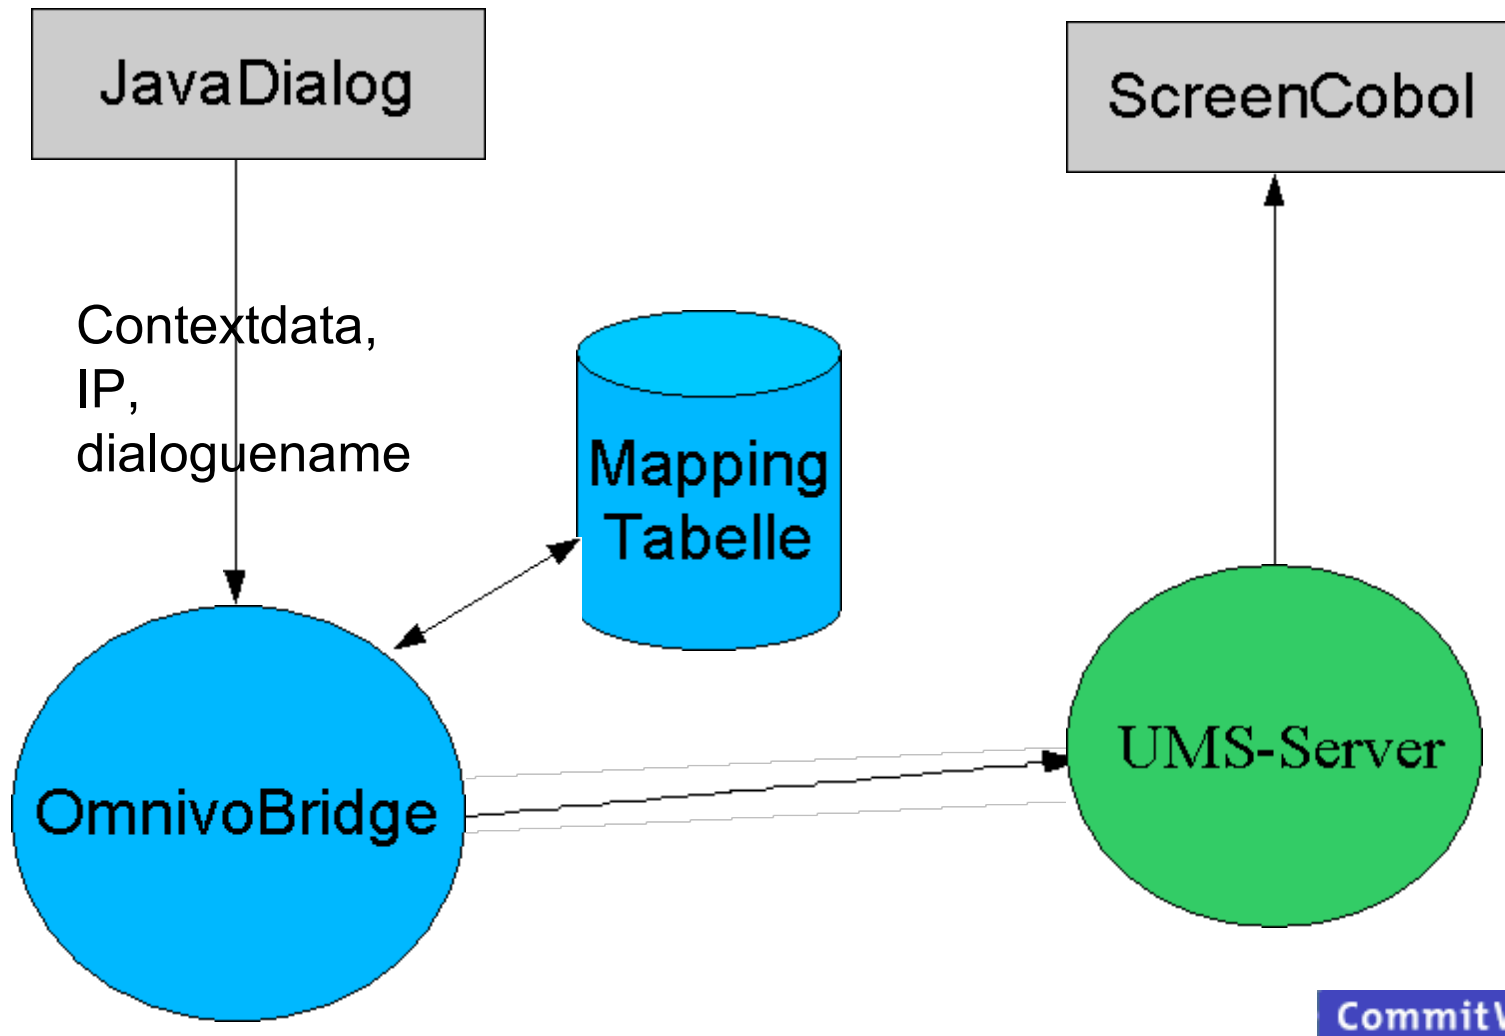 JavaDialog
ScreenCobol
Contextdata,
IP,
dialoguename
Mapping
Tabelle
OmnivoBridge
UMS-Server